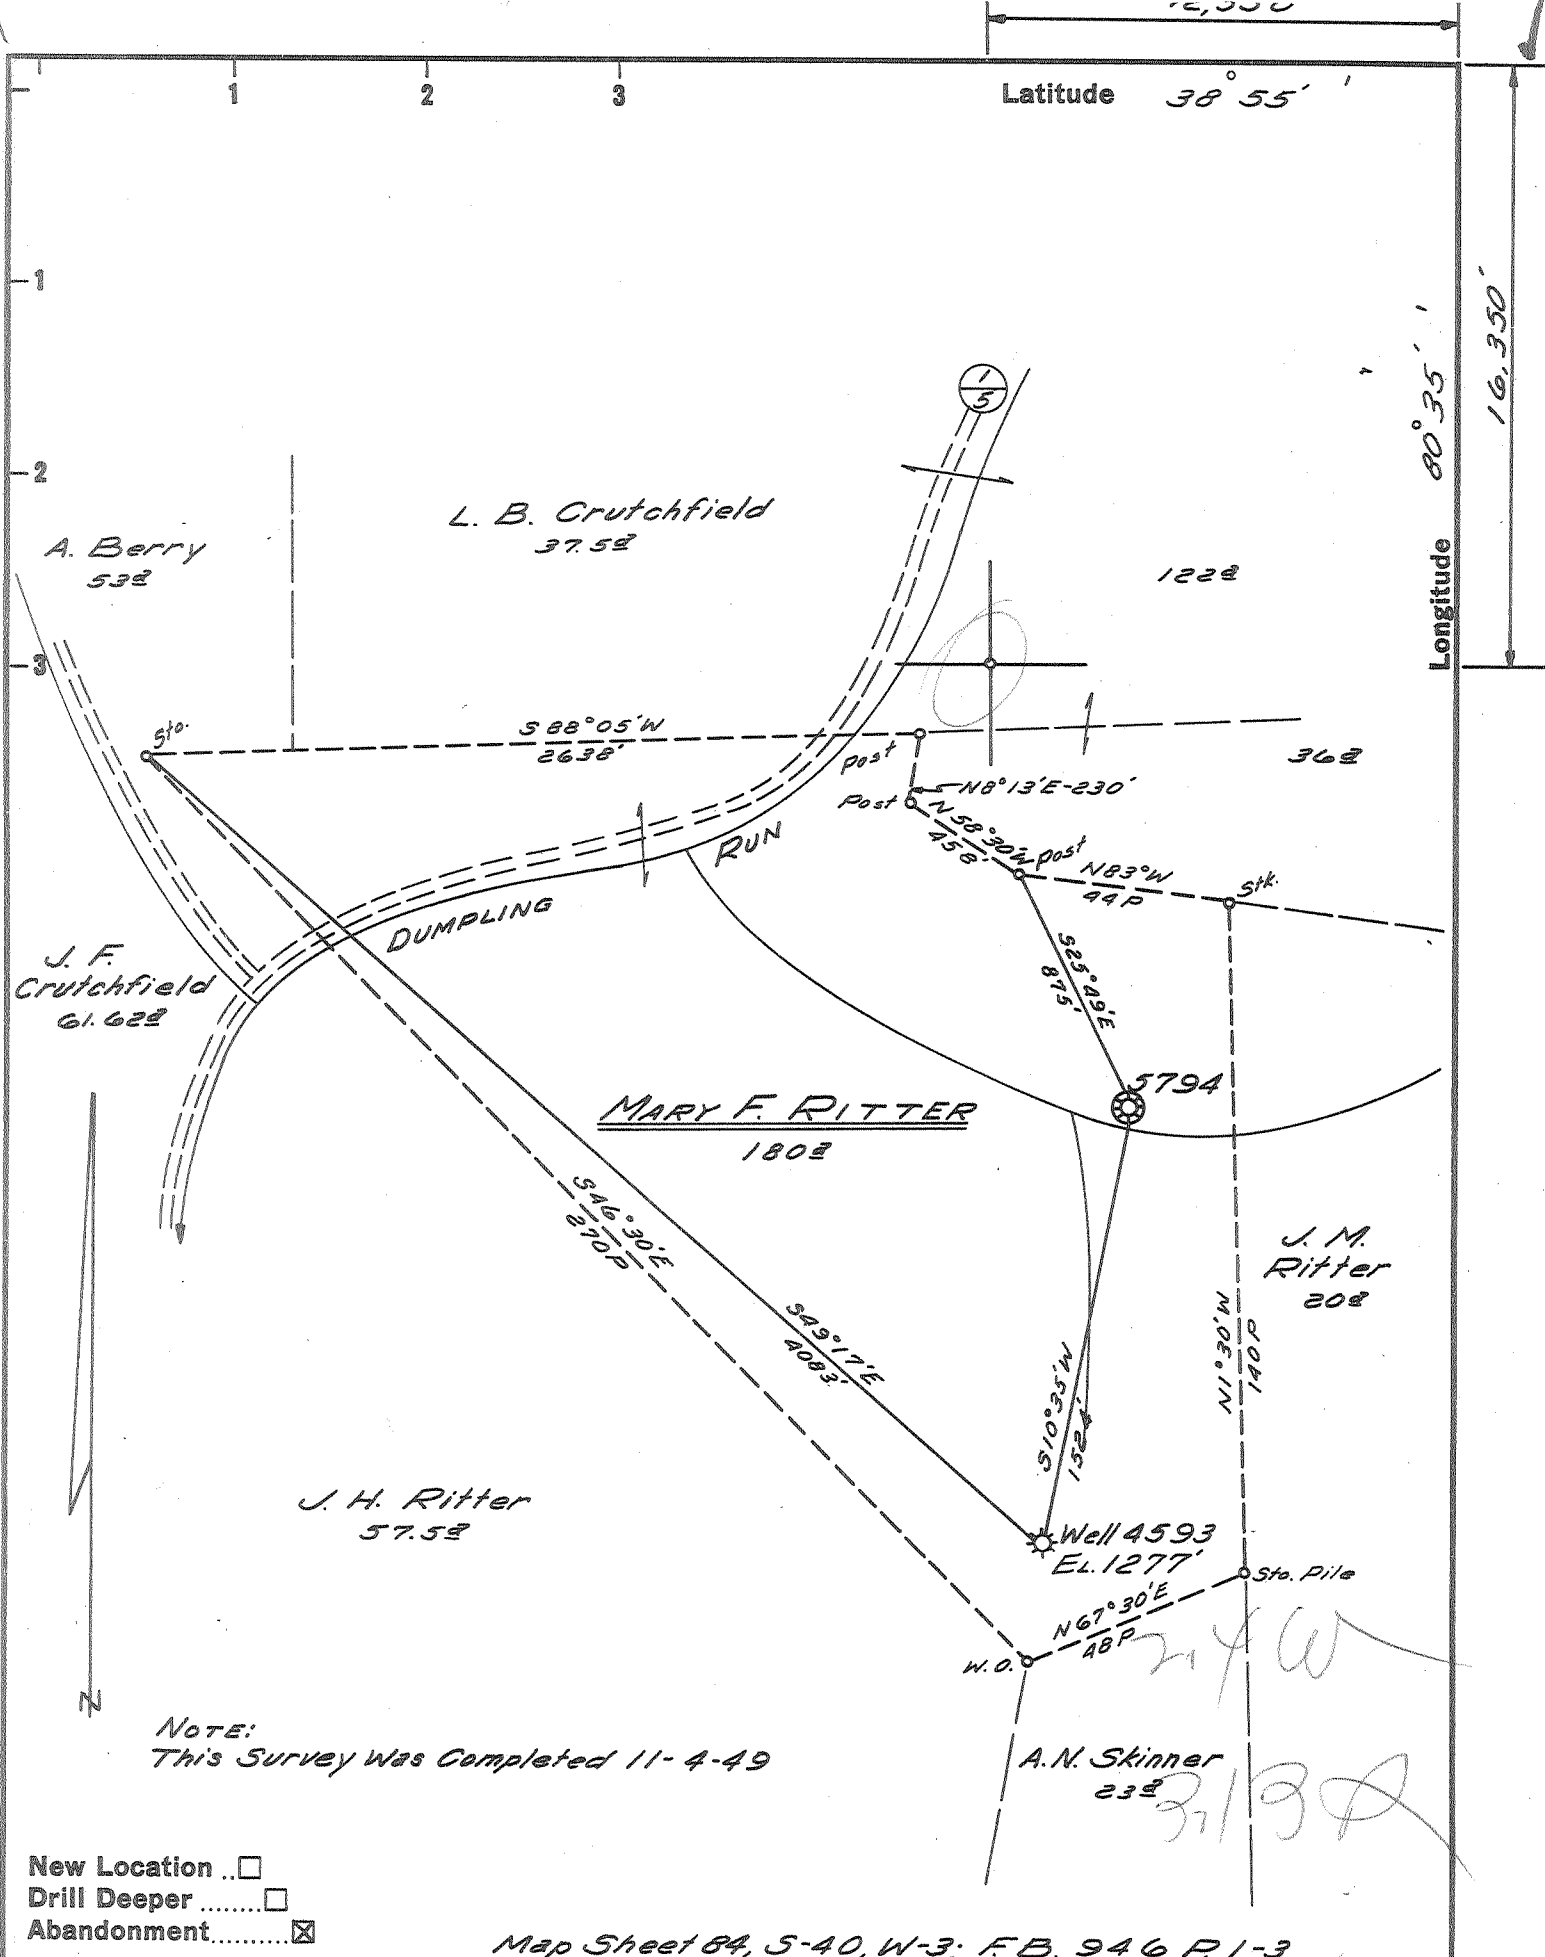 1 2 3 Latitude 38° 55'
1
2
3
Longitude 80° 35'
16,350'
1
5
L. B. Crutchfield
37.5a
A. Berry
53a
122a
Sto.
S 88°05'W
2638'
Post
36a
Post
N8°13'E-230'
N58°30'W
458'
Post
N83°W
44P
Stk.
RUN
DUMPLING
J. F.
Crutchfield
61.62a
S25°49'E
875'
5794
MARY F. RITTER
180a
S46°30'E
270P
J. M.
Ritter
20a
S49°17'E
4083'
N1°30'W
140P
S10°35'W
1524'
J. H. Ritter
57.5a
Well 4593
EL. 1277'
Sto. Pile
N67°30'E
48P
W.O.
N
NOTE:
This Survey Was Completed 11-4-49
A.N. Skinner
23a
New Location ..☐
Drill Deeper ........☐
Abandonment..........☒
Map Sheet 84, S-40, W-3; F.B. 946 P. 1-3